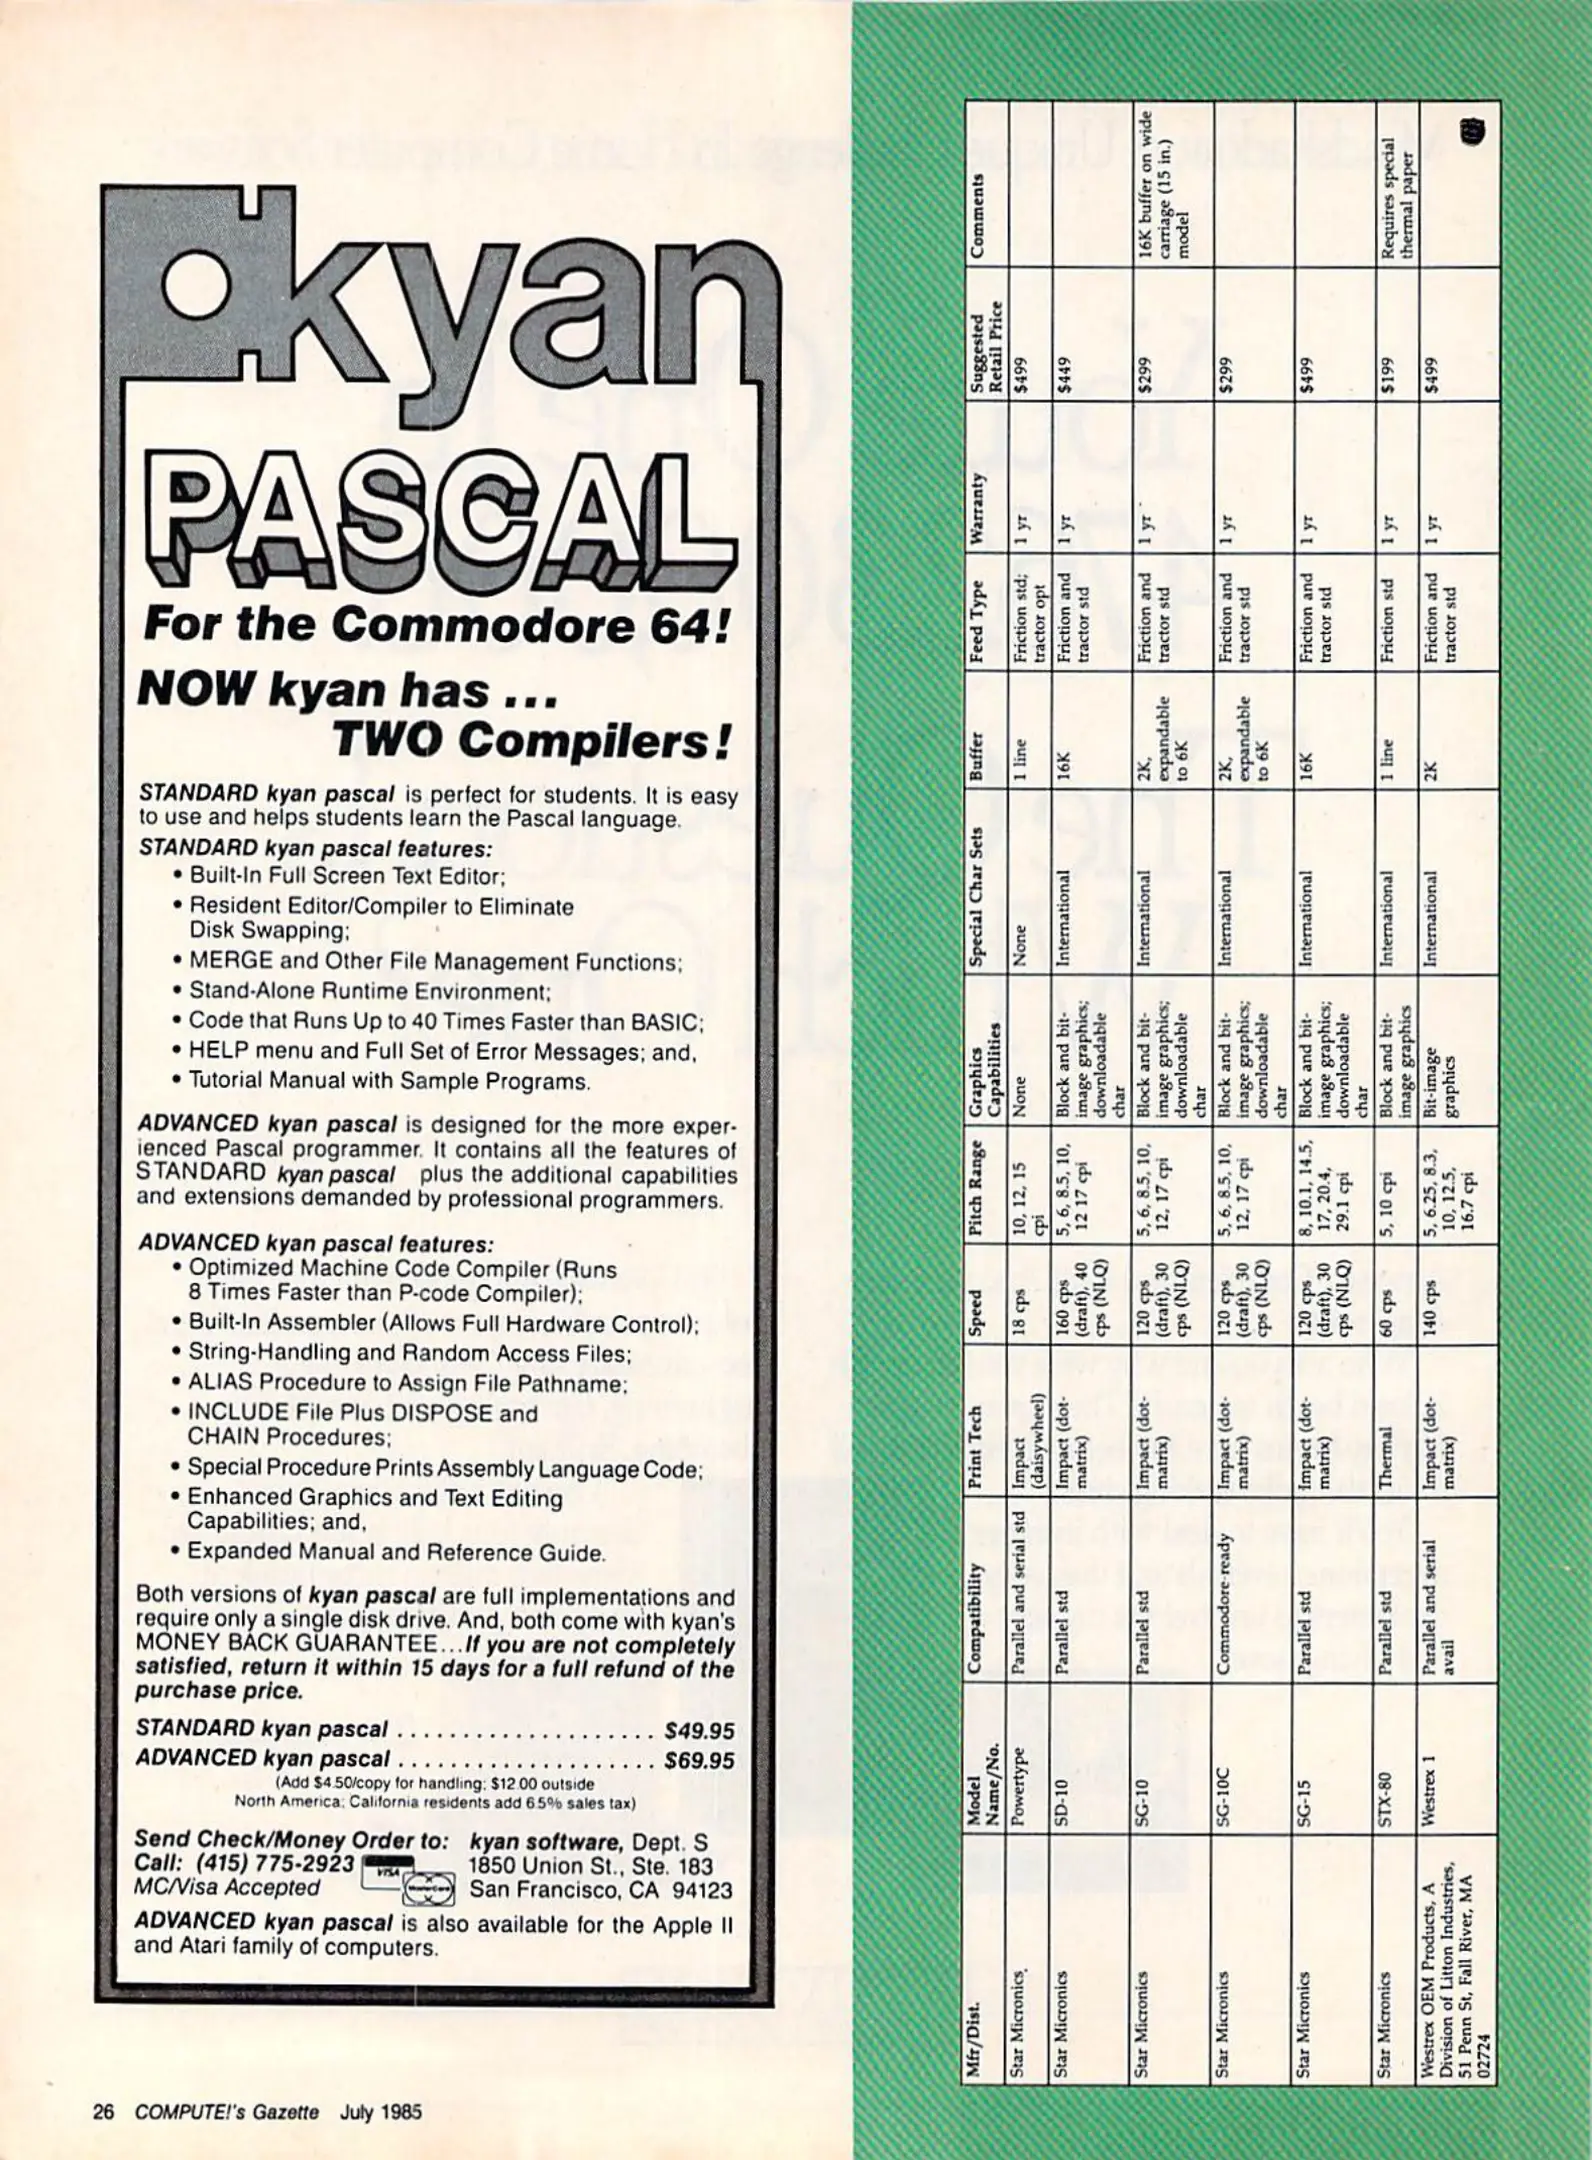 kyan
PASCAL
For the Commodore 64!
NOW kyan has ...
TWO Compilers!
STANDARD kyan pascal is perfect for students. It is easy
to use and helps students learn the Pascal language.
STANDARD kyan pascal features:
• Built-In Full Screen Text Editor;
• Resident Editor/Compiler to Eliminate
Disk Swapping;
• MERGE and Other File Management Functions;
• Stand-Alone Runtime Environment;
• Code that Runs Up to 40 Times Faster than BASIC;
• HELP menu and Full Set of Error Messages; and,
• Tutorial Manual with Sample Programs.
ADVANCED kyan pascal is designed for the more exper-
ienced Pascal programmer. It contains all the features of
STANDARD kyan pascal plus the additional capabilities
and extensions demanded by professional programmers.
ADVANCED kyan pascal features:
• Optimized Machine Code Compiler (Runs
8 Times Faster than P-code Compiler);
• Built-In Assembler (Allows Full Hardware Control);
• String-Handling and Random Access Files;
• ALIAS Procedure to Assign File Pathname;
• INCLUDE File Plus DISPOSE and
CHAIN Procedures;
• Special Procedure Prints Assembly Language Code;
• Enhanced Graphics and Text Editing
Capabilities; and,
• Expanded Manual and Reference Guide.
Both versions of kyan pascal are full implementations and
require only a single disk drive. And, both come with kyan's
MONEY BACK GUARANTEE...If you are not completely
satisfied, return it within 15 days for a full refund of the
purchase price.
STANDARD kyan pascal . . . . . . . . . . . . . . . . . . . . $49.95
ADVANCED kyan pascal . . . . . . . . . . . . . . . . . . . . $69.95
(Add $4.50/copy for handling; $12.00 outside
North America; California residents add 6.5% sales tax)
Send Check/Money Order to: kyan software, Dept. S
Call: (415) 775-2923 VISA 1850 Union St., Ste. 183
MC/Visa Accepted MasterCard San Francisco, CA 94123
ADVANCED kyan pascal is also available for the Apple II
and Atari family of computers.
26 COMPUTE!'s Gazette July 1985
Mfr/Dist. Model Name/No. Compatibility Print Tech Speed Pitch Range Graphics Capabilities Special Char Sets Buffer Feed Type Warranty Suggested Retail Price Comments
Star Micronics Powertype Parallel and serial std Impact (daisywheel) 18 cps 10, 12, 15 cpi None None 1 line Friction std; tractor opt 1 yr $499
Star Micronics SD-10 Parallel std Impact (dot-matrix) 160 cps (draft), 40 cps (NLQ) 5, 6, 8.5, 10, 12 17 cpi Block and bit-image graphics; downloadable char International 16K Friction and tractor std 1 yr $449
Star Micronics SG-10 Parallel std Impact (dot-matrix) 120 cps (draft), 30 cps (NLQ) 5, 6, 8.5, 10, 12, 17 cpi Block and bit-image graphics; downloadable char International 2K, expandable to 6K Friction and tractor std 1 yr $299 16K buffer on wide carriage (15 in.) model
Star Micronics SG-10C Commodore-ready Impact (dot-matrix) 120 cps (draft), 30 cps (NLQ) 5, 6, 8.5, 10, 12, 17 cpi Block and bit-image graphics; downloadable char International 2K, expandable to 6K Friction and tractor std 1 yr $299
Star Micronics SG-15 Parallel std Impact (dot-matrix) 120 cps (draft), 30 cps (NLQ) 8, 10.1, 14.5, 17, 20.4, 29.1 cpi Block and bit-image graphics; downloadable char International 16K Friction and tractor std 1 yr $499
Star Micronics STX-80 Parallel std Thermal 60 cps 5, 10 cpi Block and bit-image graphics International 1 line Friction std 1 yr $199 Requires special thermal paper
Westrex OEM Products, A Division of Litton Industries, 51 Penn St, Fall River, MA 02724 Westrex 1 Parallel and serial avail Impact (dot-matrix) 140 cps 5, 6.25, 8.3, 10, 12.5, 16.7 cpi Bit-image graphics International 2K Friction and tractor std 1 yr $499